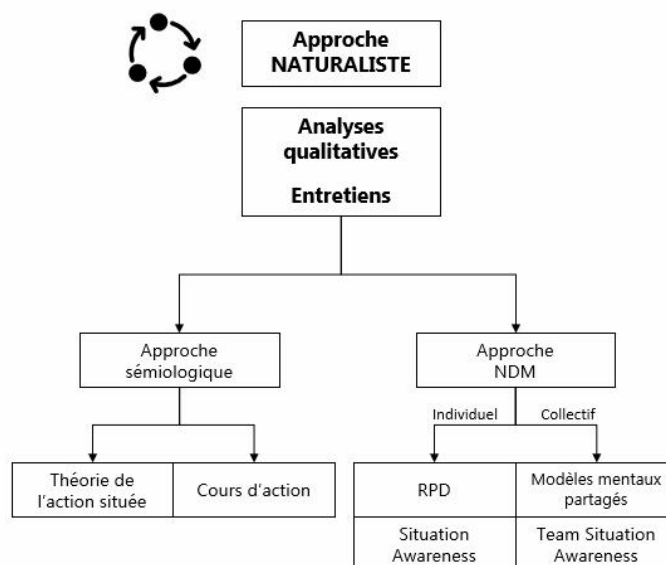 Approche
NATURALISTE
Analyses
qualitatives
Entretiens
Approche
sémiologique
Approche
NDM
Individuel
Collectif
Théorie de
l'action située
Cours d'action
RPD
Modèles mentaux
partagés
Situation
Awareness
Team Situation
Awareness